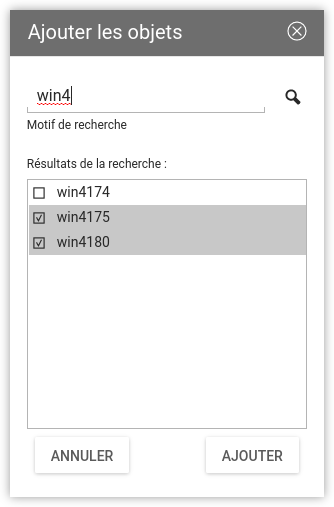 Ajouter les objets
win4
Motif de recherche
Résultats de la recherche :
win4174
win4175
win4180
ANNULER AJOUTER